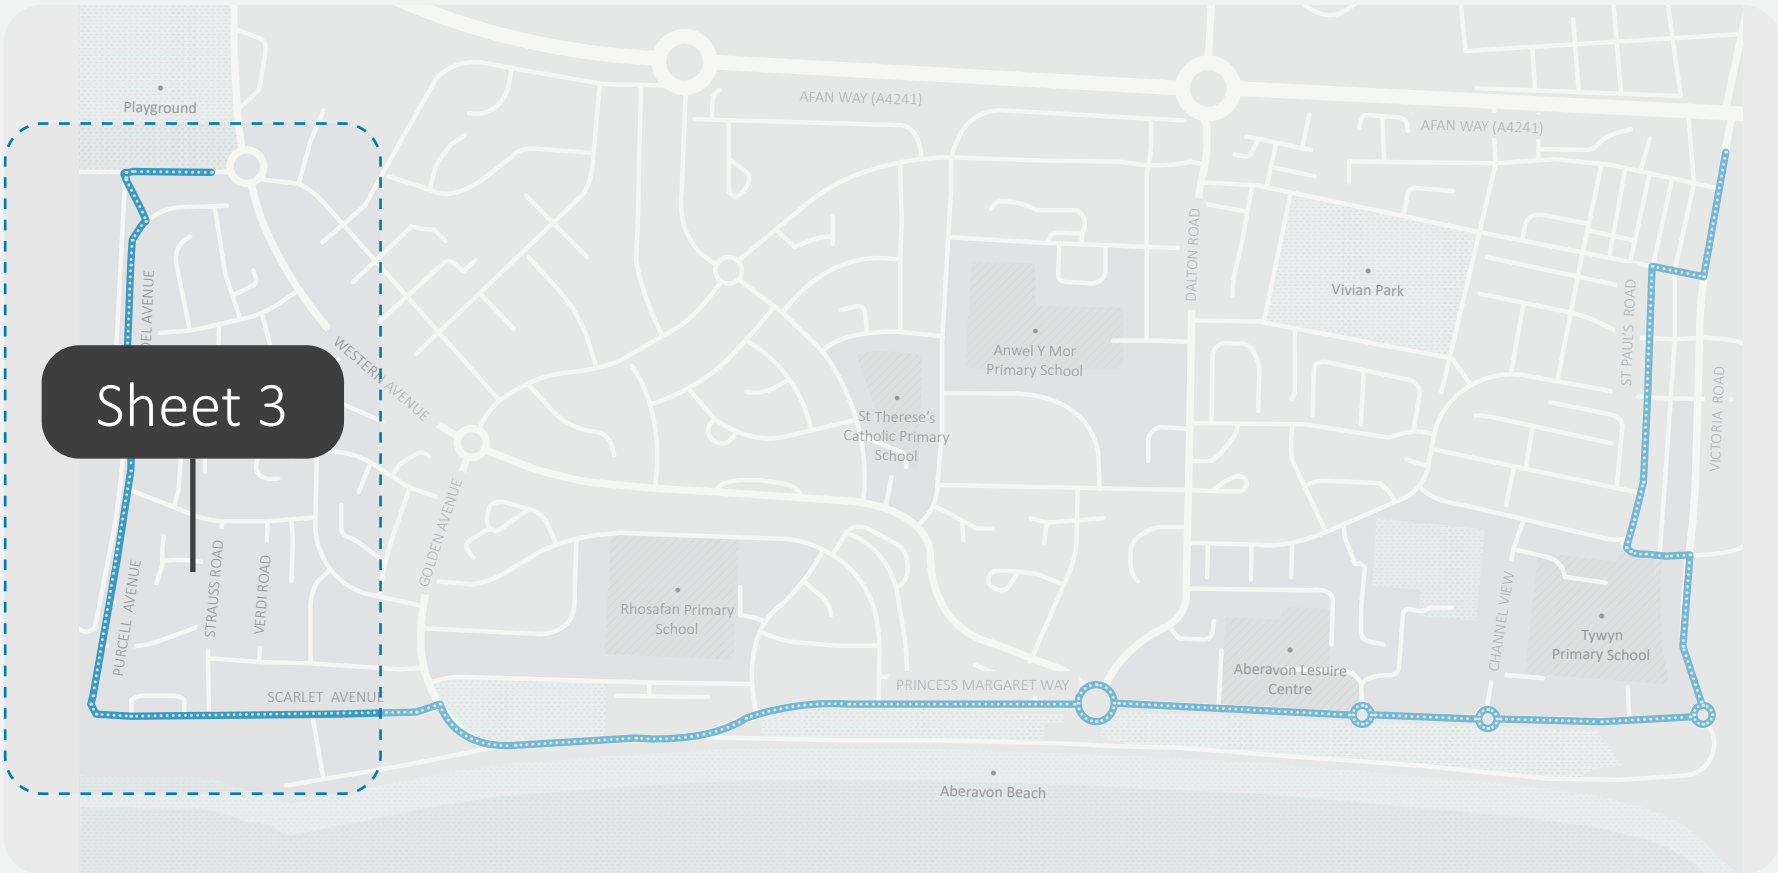 Playground
AFAN WAY (A4241)
AFAN WAY (A4241)
DALTON ROAD
Vivian Park
DEL AVENUE
WESTERN AVENUE
ST PAUL'S ROAD
VICTORIA ROAD
Anwel Y Mor
Primary School
Sheet 3
St Therese's
Catholic Primary
School
GOLDEN AVENUE
PURCELL AVENUE
STRAUSS ROAD
VERDI ROAD
Rhosafan Primary
School
CHANNEL VIEW
Tywyn
Primary School
Aberavon Lesuire
Centre
PRINCESS MARGARET WAY
SCARLET AVENUE
Aberavon Beach